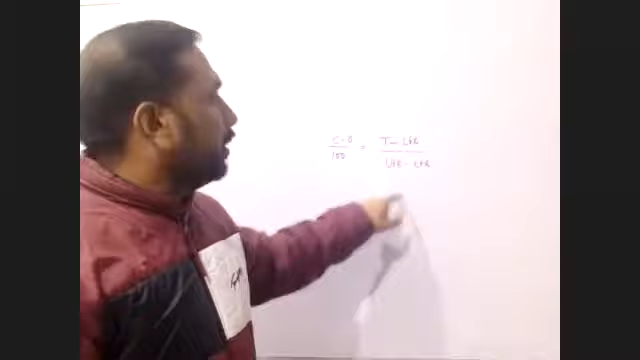 C-0 = T - LFP
100 UFP - LFP